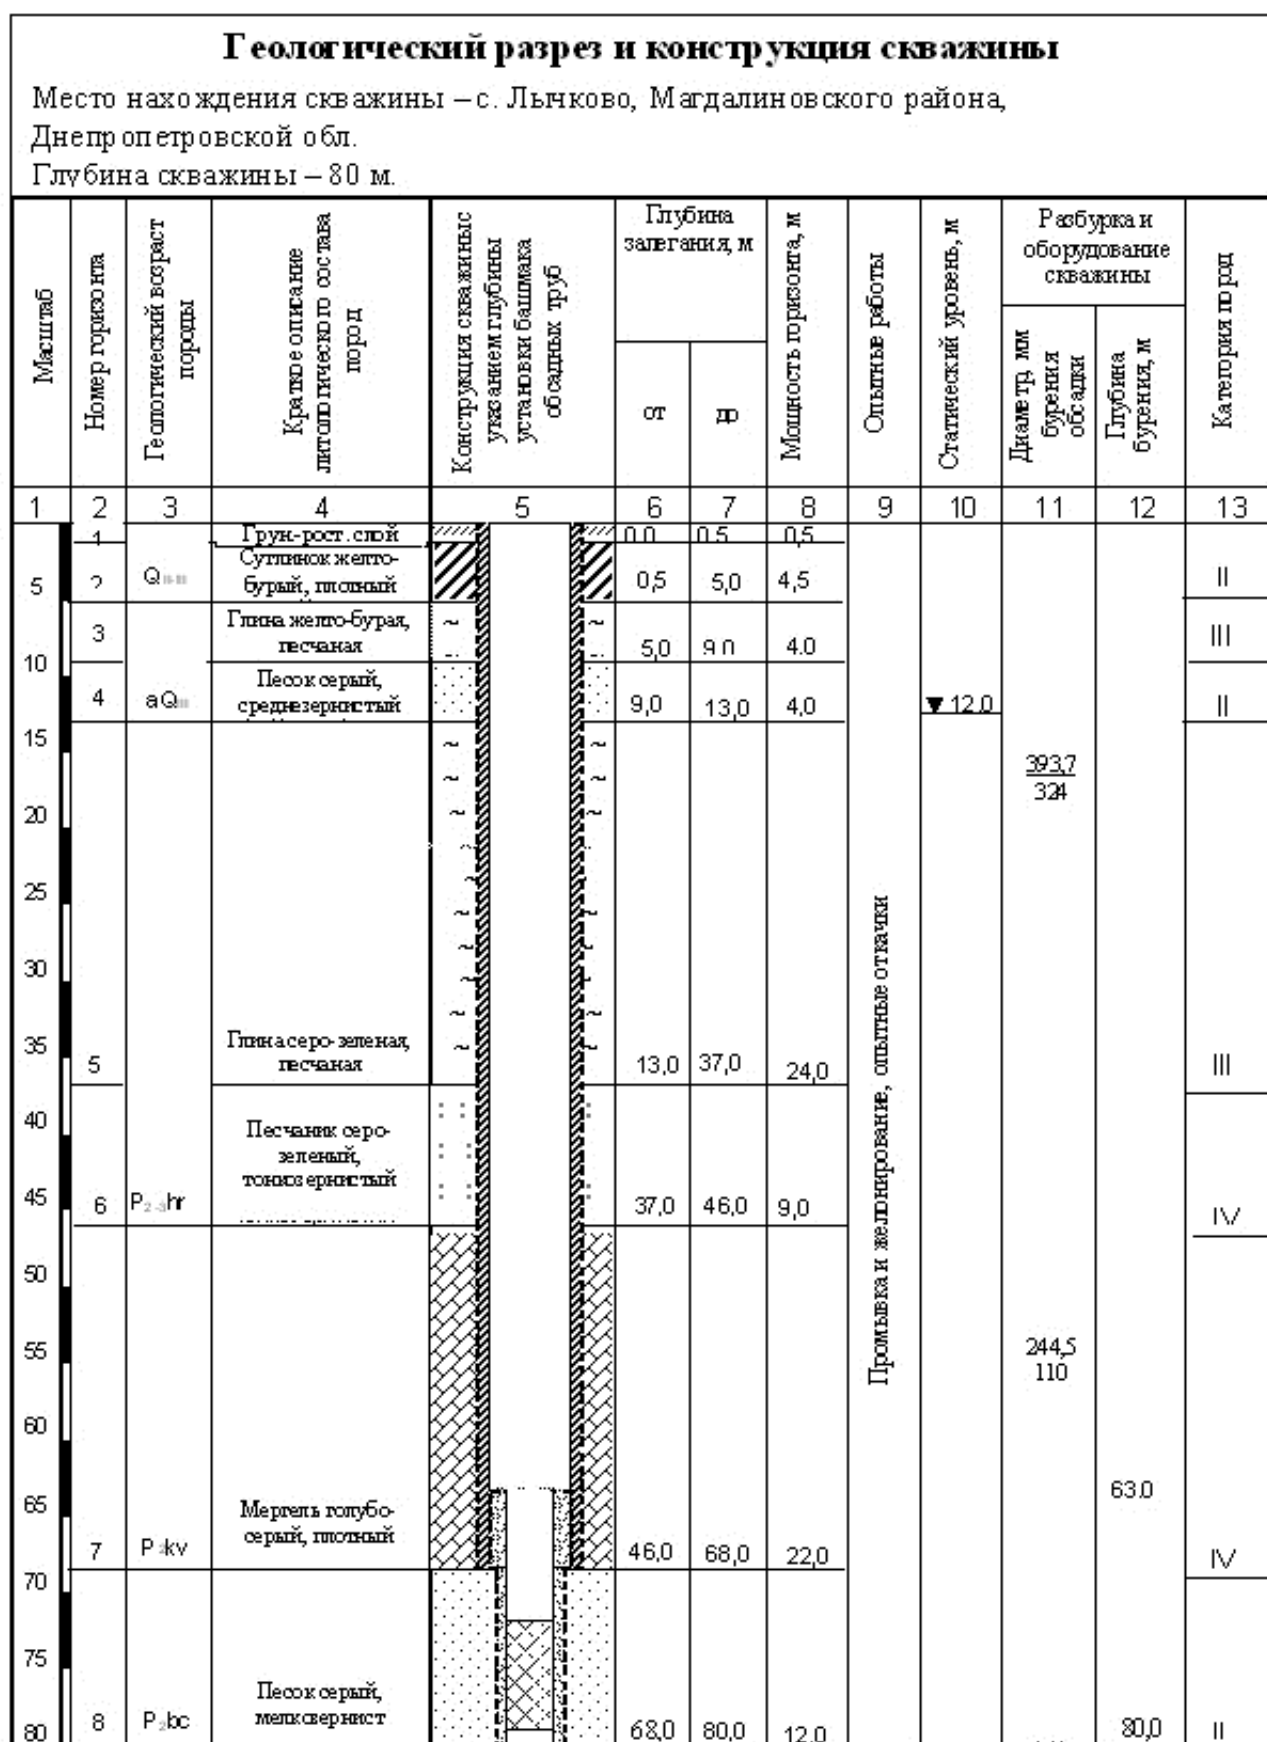 Геологический разрез и конструкция скважины
Место нахождения скважины – с. Лычково, Магдалиновского района,
Днепропетровской обл.
Глубина скважины – 80 м.
Масштаб
Номер горизонта
Геологический возраст
породы
Краткое описание
литологического состава
пород
Конструкция скважины с
указанием глубины
установки башмака
обсадных труб
Глубина
залегания, м
от
до
Мощность горизонта, м
Опытные работы
Статический уровень, м
Разбурка и
оборудование
скважины
Диаметр, мм
бурения
обсадки
Глубина
бурения, м
Категория пород
1 2 3 4 5 6 7 8 9 10 11 12 13
1 Грун-рост. слой 0.0 0.5 0,5
Суглинок желто-
5 2 Q бурый, плотный 0,5 5,0 4,5 II
3 Глина желто-бурая, III
песчаная 5,0 9.0 4.0
10
Песок серый,
4 aQ среднезернистый 9,0 13,0 4,0 12.0 II
15
393,7
324
20
25
30
Глина серо-зеленая,
35 5 песчаная 13,0 37,0 24,0 III
40
Песчаник серо-
зеленый,
тонкозернистый
45 6 P₂₋₃hr 37,0 46,0 9,0 IV
Промывка и желонирование, опытные откачки
50
55 244,5
110
60
63.0
65 Мергель голубо-
серый, плотный
7 P₂kv 46,0 68,0 22,0 IV
70
75
Песок серый,
8 P₂bc мелкозернист
80 68,0 80,0 12.0 80,0 II